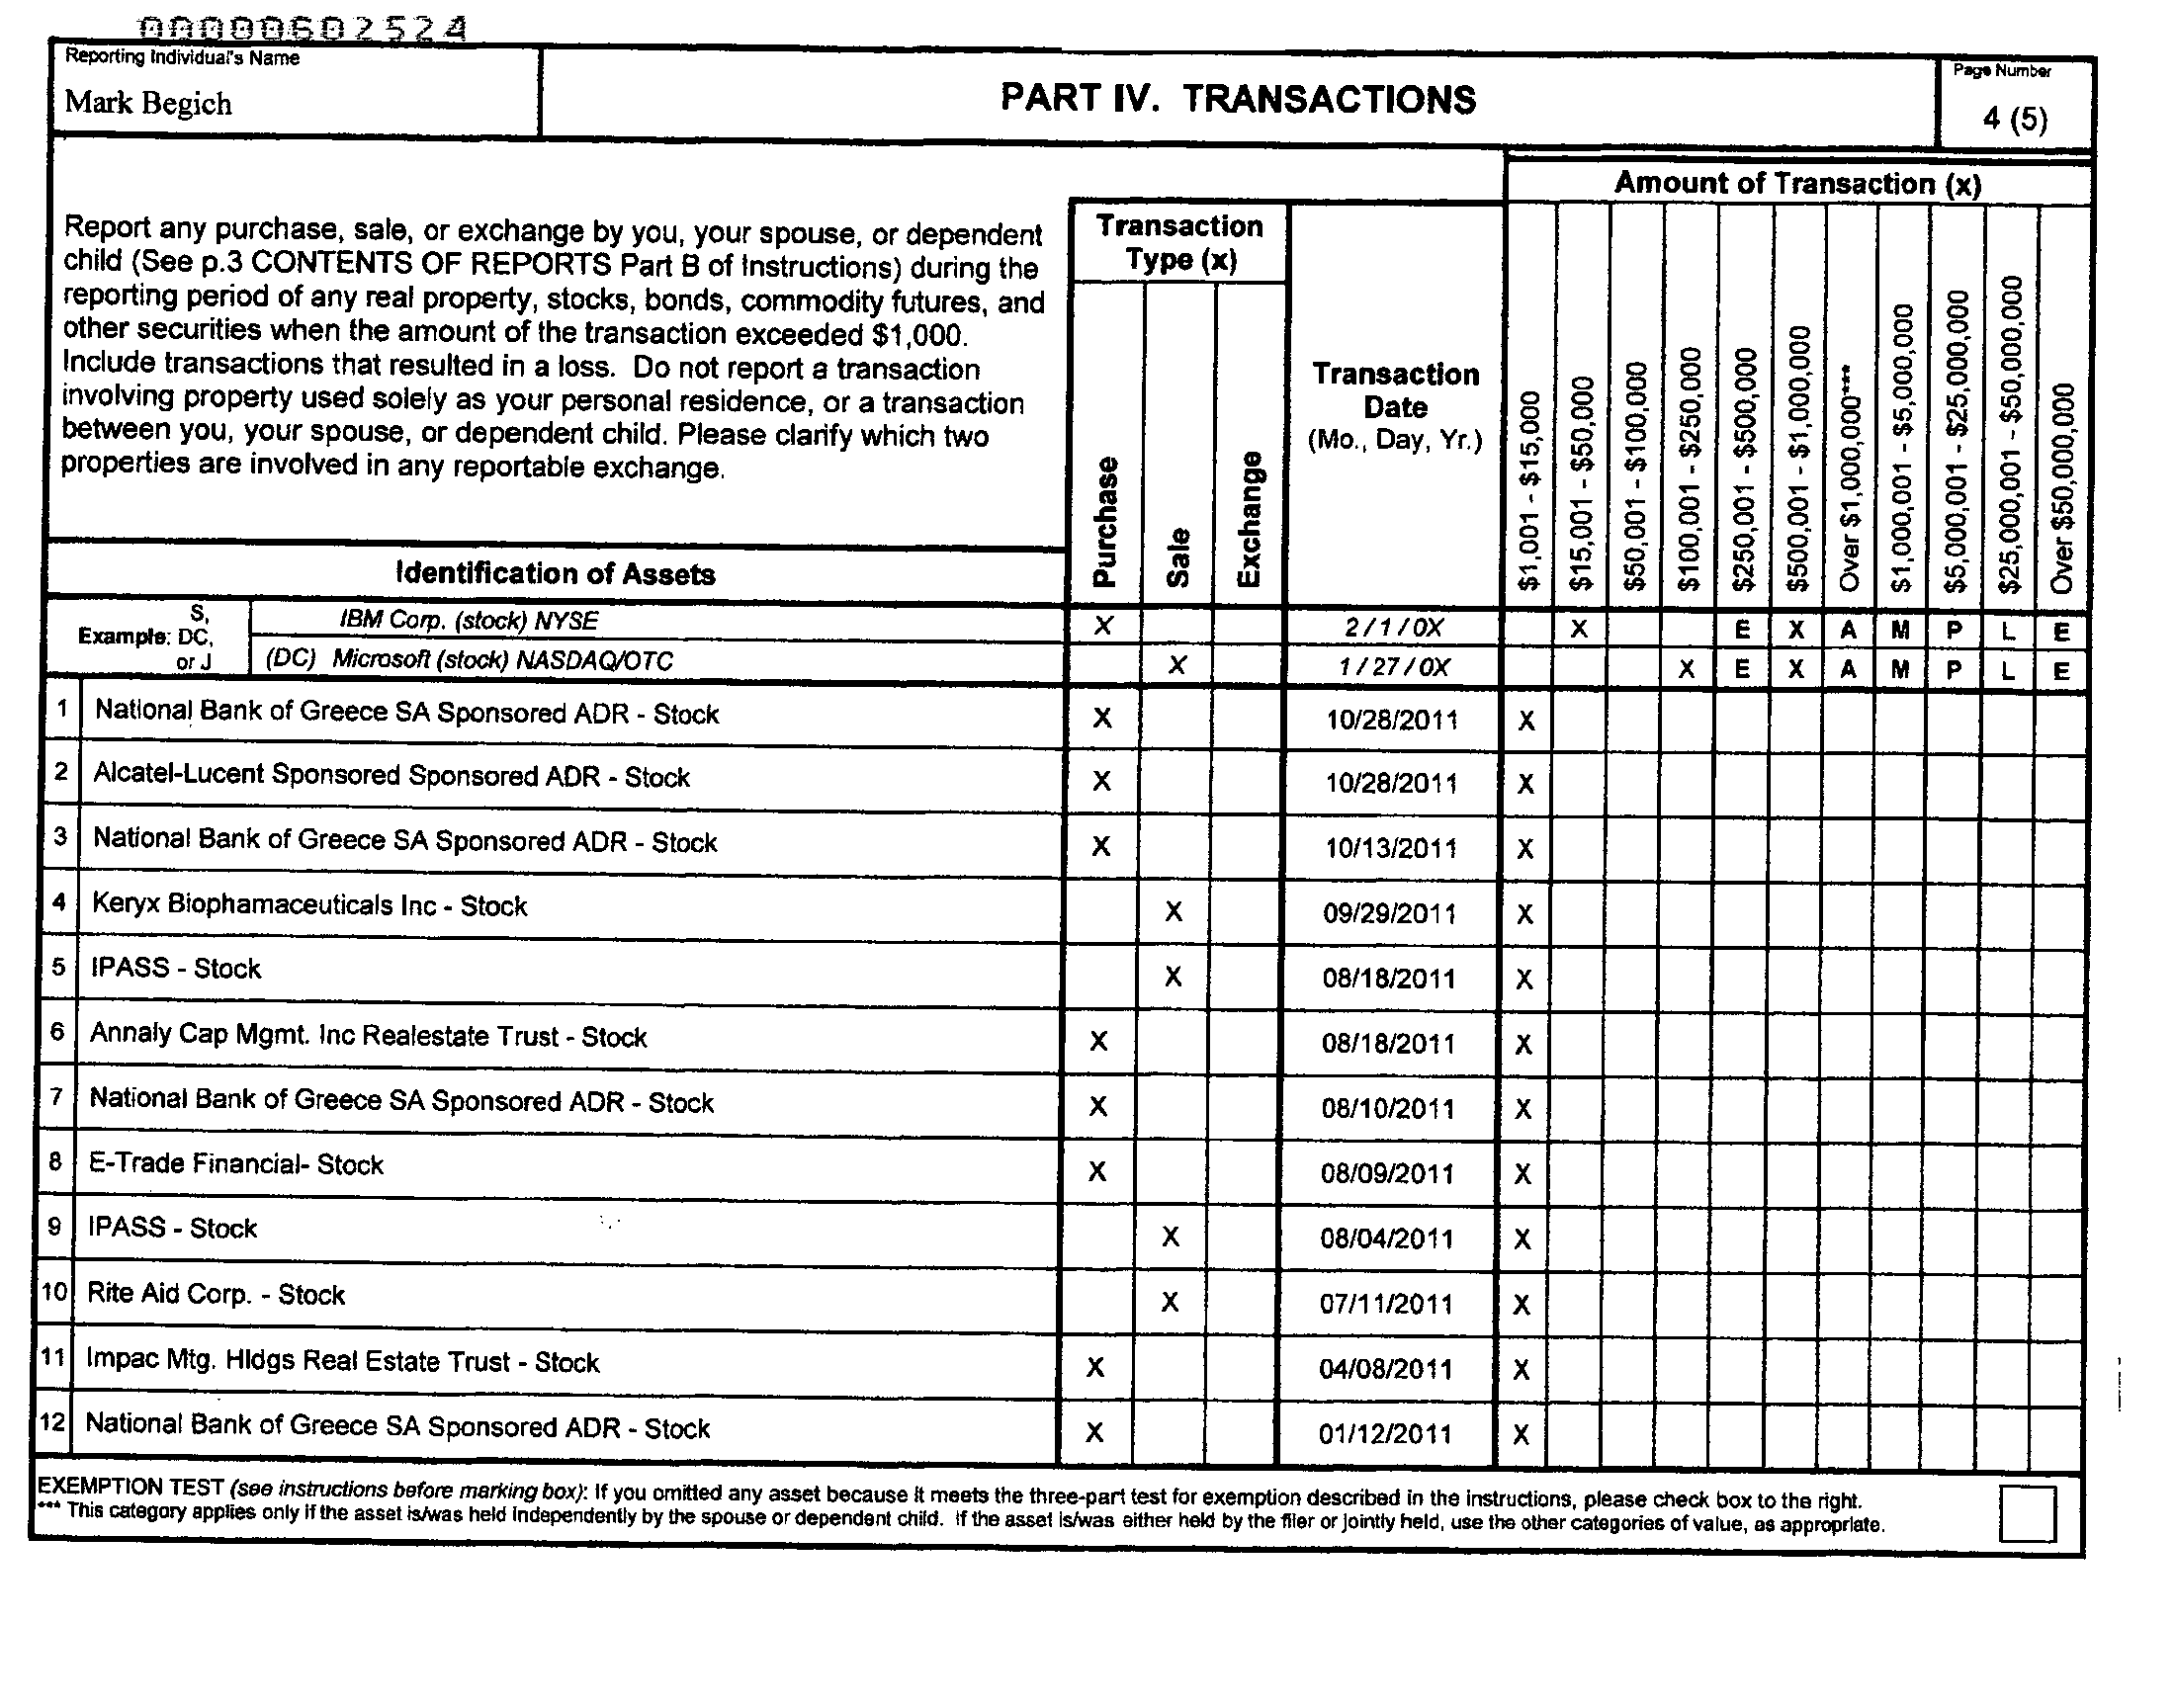 00000602524
Reporting Individual's Name
Mark Begich
PART IV. TRANSACTIONS
Page Number
4 (5)
Report any purchase, sale, or exchange by you, your spouse, or dependent
child (See p.3 CONTENTS OF REPORTS Part B of Instructions) during the
reporting period of any real property, stocks, bonds, commodity futures, and
other securities when the amount of the transaction exceeded $1,000.
Include transactions that resulted in a loss. Do not report a transaction
involving property used solely as your personal residence, or a transaction
between you, your spouse, or dependent child. Please clarify which two
properties are involved in any reportable exchange.
Identification of Assets
Transaction
Type (x)
Purchase
Sale
Exchange
Transaction
Date
(Mo., Day, Yr.)
Amount of Transaction (x)
$1,001 - $15,000
$15,001 - $50,000
$50,001 - $100,000
$100,001 - $250,000
$250,001 - $500,000
$500,001 - $1,000,000
Over $1,000,000***
$1,000,001 - $5,000,000
$5,000,001 - $25,000,000
$25,000,001 - $50,000,000
Over $50,000,000
Example: S, DC, or J
IBM Corp. (stock) NYSE X 2 / 1 / 0X X E X A M P L E
(DC) Microsoft (stock) NASDAQ/OTC X 1 / 27 / 0X X E X A M P L E
1 National Bank of Greece SA Sponsored ADR - Stock X 10/28/2011 X
2 Alcatel-Lucent Sponsored Sponsored ADR - Stock X 10/28/2011 X
3 National Bank of Greece SA Sponsored ADR - Stock X 10/13/2011 X
4 Keryx Biophamaceuticals Inc - Stock X 09/29/2011 X
5 IPASS - Stock X 08/18/2011 X
6 Annaly Cap Mgmt. Inc Realestate Trust - Stock X 08/18/2011 X
7 National Bank of Greece SA Sponsored ADR - Stock X 08/10/2011 X
8 E-Trade Financial- Stock X 08/09/2011 X
9 IPASS - Stock X 08/04/2011 X
10 Rite Aid Corp. - Stock X 07/11/2011 X
11 Impac Mtg. Hldgs Real Estate Trust - Stock X 04/08/2011 X
12 National Bank of Greece SA Sponsored ADR - Stock X 01/12/2011 X
EXEMPTION TEST (see instructions before marking box): If you omitted any asset because it meets the three-part test for exemption described in the instructions, please check box to the right.
*** This category applies only if the asset is/was held independently by the spouse or dependent child. If the asset is/was either held by the filer or jointly held, use the other categories of value, as appropriate.